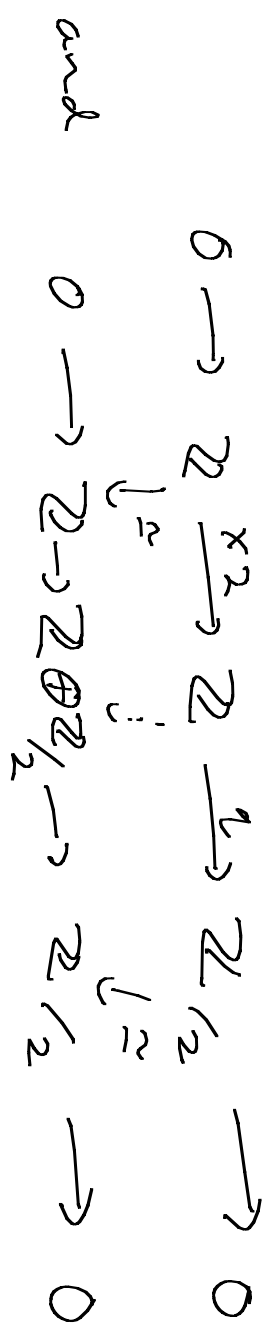 0 → ℤ ×2→ ℤ q→ ℤ/2 → 0
↓ ≅ ⇣ ↓ ≅
and 0 → ℤ → ℤ ⊕ ℤ/2 → ℤ/2 → 0